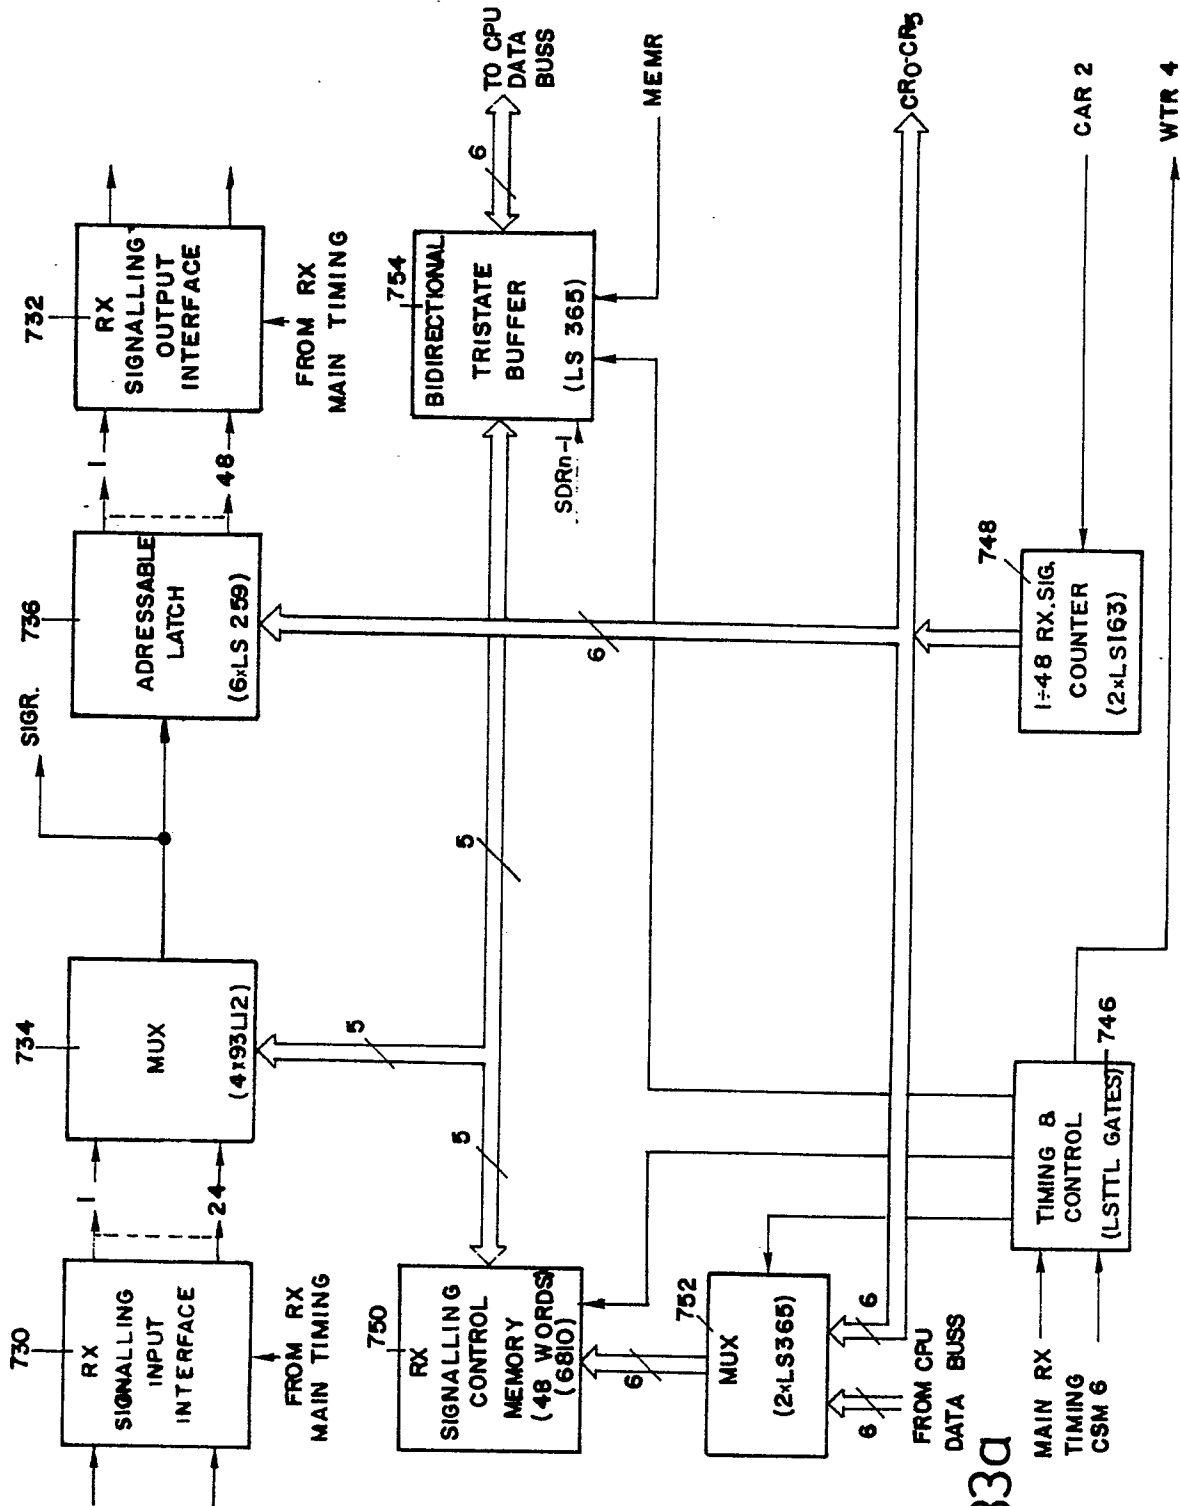 730
RX
SIGNALLING
INPUT
INTERFACE
1
24
FROM RX
MAIN TIMING
734
MUX
(4x93L12)
SIGR.
736
ADRESSABLE
LATCH
(6xLS 259)
1
48
732
RX
SIGNALLING
OUTPUT
INTERFACE
FROM RX
MAIN TIMING
750
RX
SIGNALLING
CONTROL
MEMORY
(48 WORDS)
(6810)
5
5
5
754
BIDIRECTIONAL
TRISTATE
BUFFER
(LS 365)
SDRn-1
6
TO CPU
DATA
BUSS
MEMR
6
752
MUX
(2xLS365)
6
6
FROM CPU
DATA BUSS
6
CR0-CR5
748
1÷48 RX.SIG.
COUNTER
(2xLS163)
CAR 2
746
TIMING &
CONTROL
(LSTTL GATES)
MAIN RX
TIMING
CSM 6
WTR 4
33a